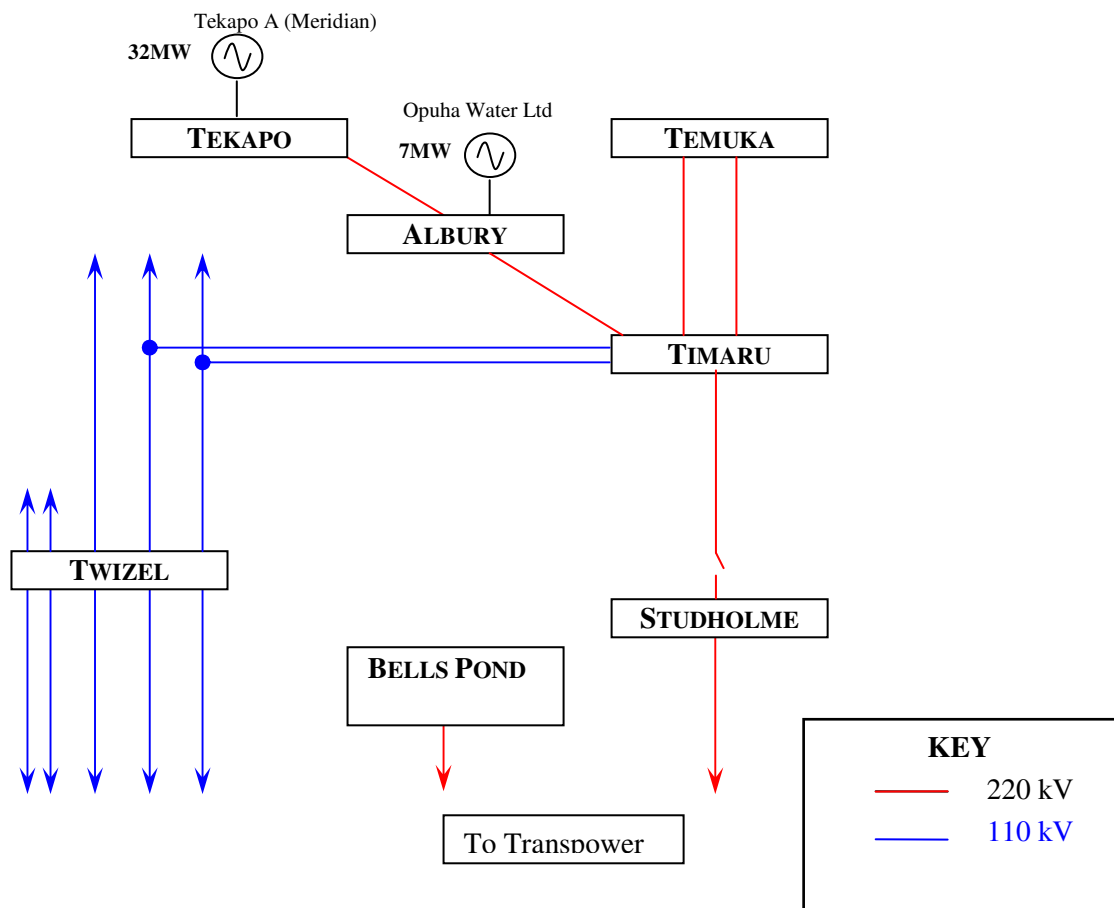 Tekapo A (Meridian)
32MW
TEKAPO
Opuha Water Ltd
7MW
ALBURY
TEMUKA
TIMARU
TWIZEL
STUDHOLME
BELLS POND
To Transpower
KEY
220 kV
110 kV